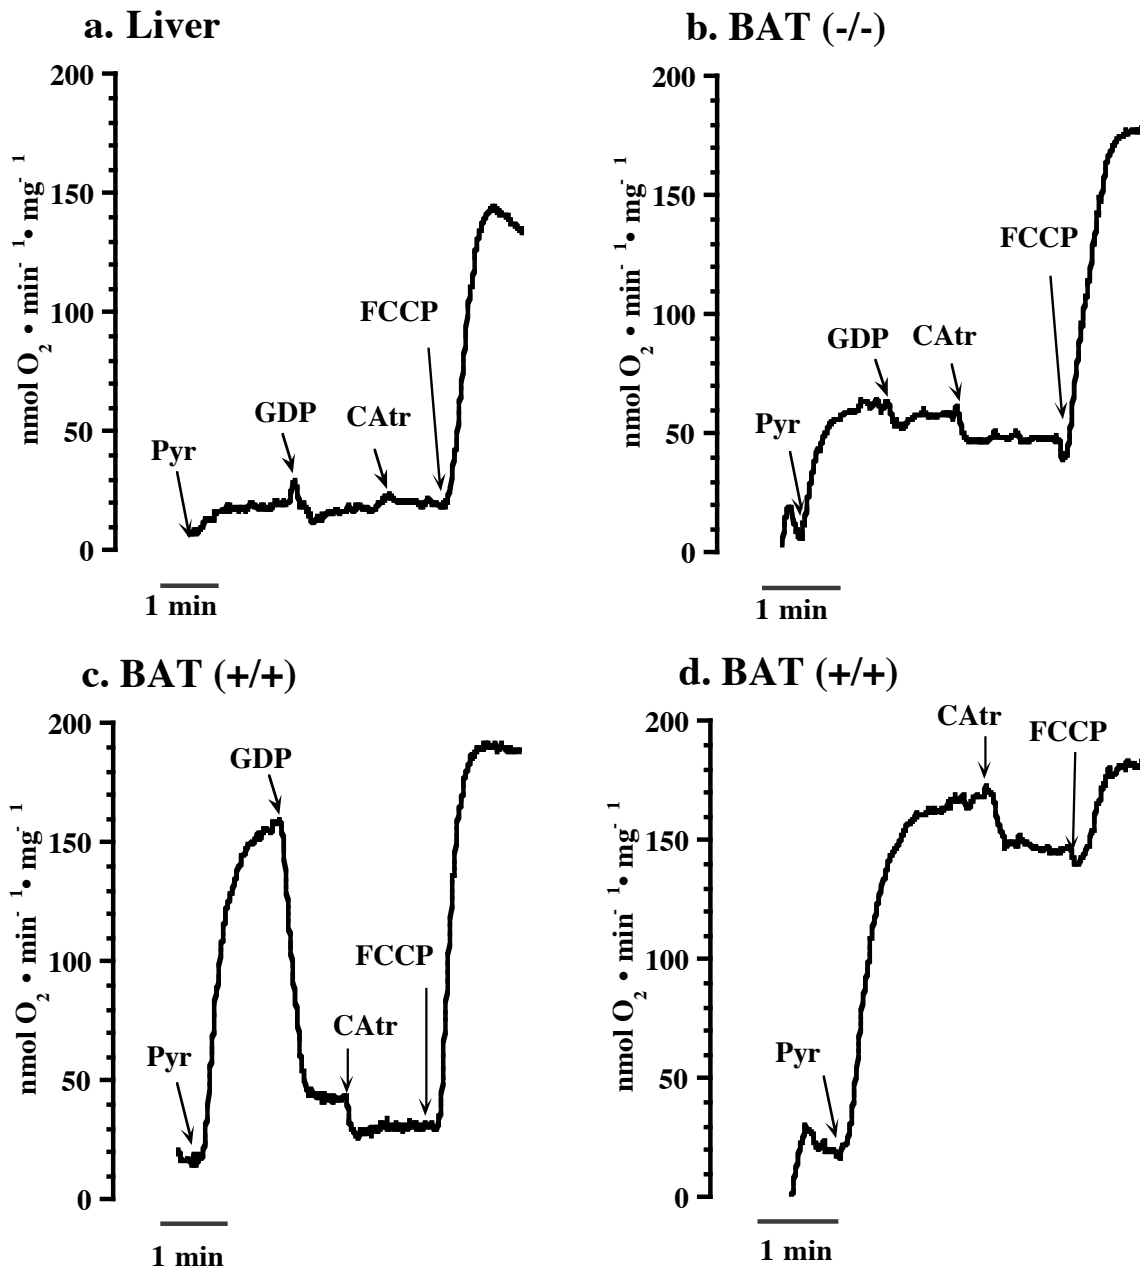 a. Liver
200
150
100
50
0
nmol O₂ • min⁻¹• mg⁻¹
Pyr
GDP
CAtr
FCCP
1 min
b. BAT (-/-)
200
150
100
50
0
nmol O₂ • min⁻¹• mg⁻¹
Pyr
GDP
CAtr
FCCP
1 min
c. BAT (+/+)
200
150
100
50
0
nmol O₂ • min⁻¹• mg⁻¹
Pyr
GDP
CAtr
FCCP
1 min
d. BAT (+/+)
200
150
100
50
0
nmol O₂ • min⁻¹• mg⁻¹
Pyr
CAtr
FCCP
1 min